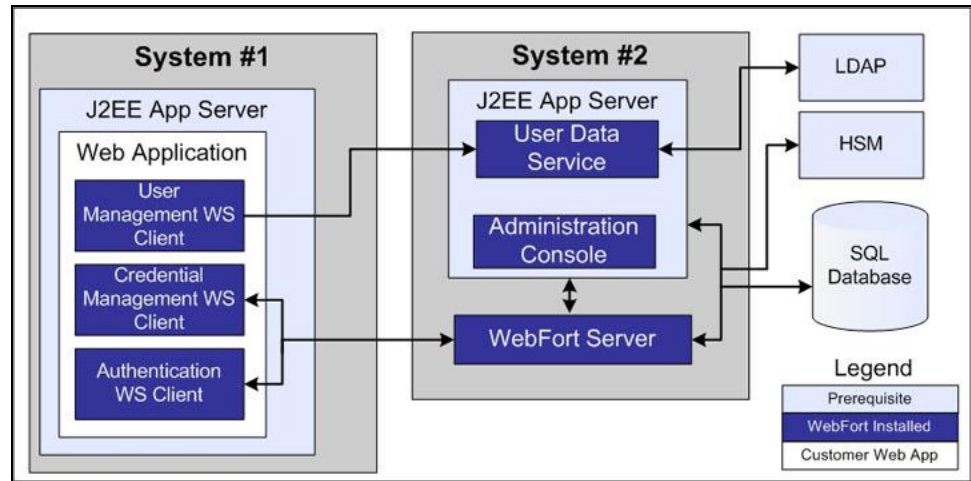 System #1
J2EE App Server
Web Application
User
Management WS
Client
Credential
Management WS
Client
Authentication
WS Client
System #2
J2EE App Server
User Data
Service
Administration
Console
WebFort Server
LDAP
HSM
SQL
Database
Legend
Prerequisite
WebFort Installed
Customer Web App